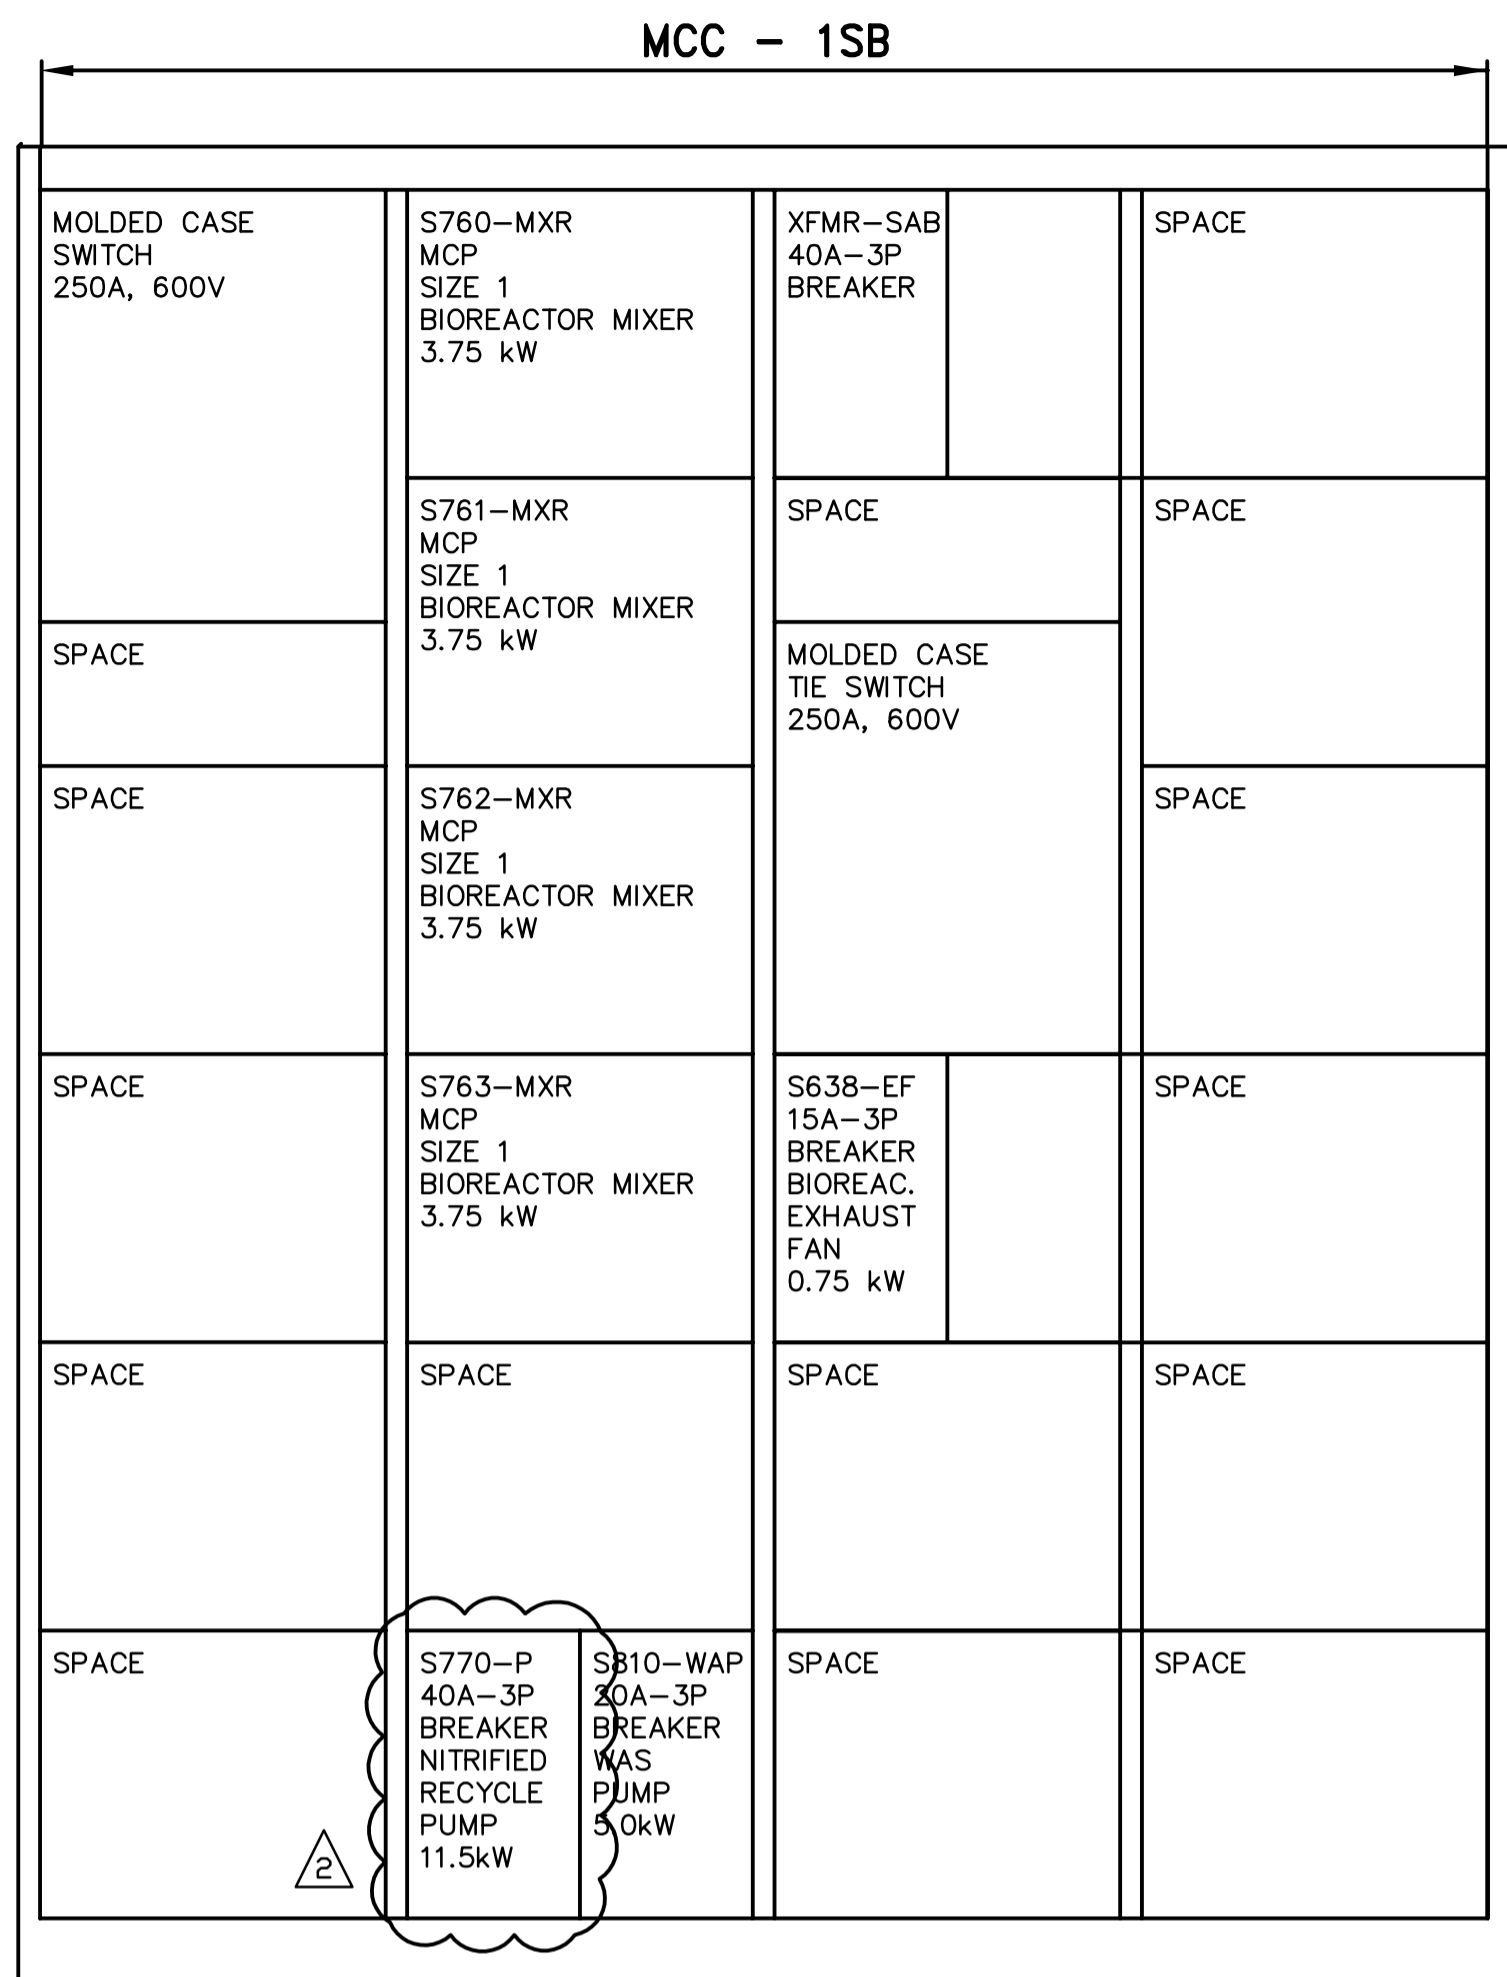 MCC - 1SB
MOLDED CASE
SWITCH
250A, 600V
SPACE
SPACE
SPACE
SPACE
SPACE
2
S760-MXR
MCP
SIZE 1
BIOREACTOR MIXER
3.75 kW
S761-MXR
MCP
SIZE 1
BIOREACTOR MIXER
3.75 kW
S762-MXR
MCP
SIZE 1
BIOREACTOR MIXER
3.75 kW
S763-MXR
MCP
SIZE 1
BIOREACTOR MIXER
3.75 kW
SPACE
S770-P
40A-3P
BREAKER
NITRIFIED
RECYCLE
PUMP
11.5kW
S810-WAP
20A-3P
BREAKER
WAS
PUMP
5.0kW
XFMR-SAB
40A-3P
BREAKER
SPACE
MOLDED CASE
TIE SWITCH
250A, 600V
S638-EF
15A-3P
BREAKER
BIOREAC.
EXHAUST
FAN
0.75 kW
SPACE
SPACE
SPACE
SPACE
SPACE
SPACE
SPACE
SPACE